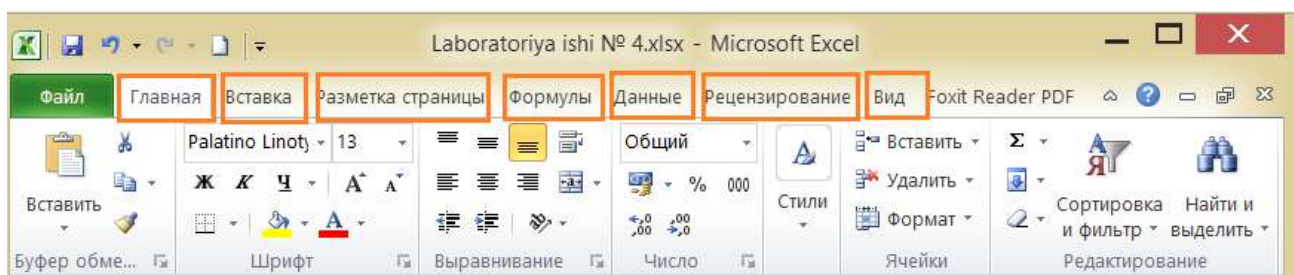 Laboratoriya ishi № 4.xlsx - Microsoft Excel
Файл Главная Вставка Разметка страницы Формулы Данные Рецензирование Вид Foxit Reader PDF
Palatino Linoty 13 Общий Вставить Σ
Ж К Ч А А % 000 Удалить
Вставить Стили Формат Сортировка и фильтр Найти и выделить
Буфер обме... Шрифт Выравнивание Число Ячейки Редактирование